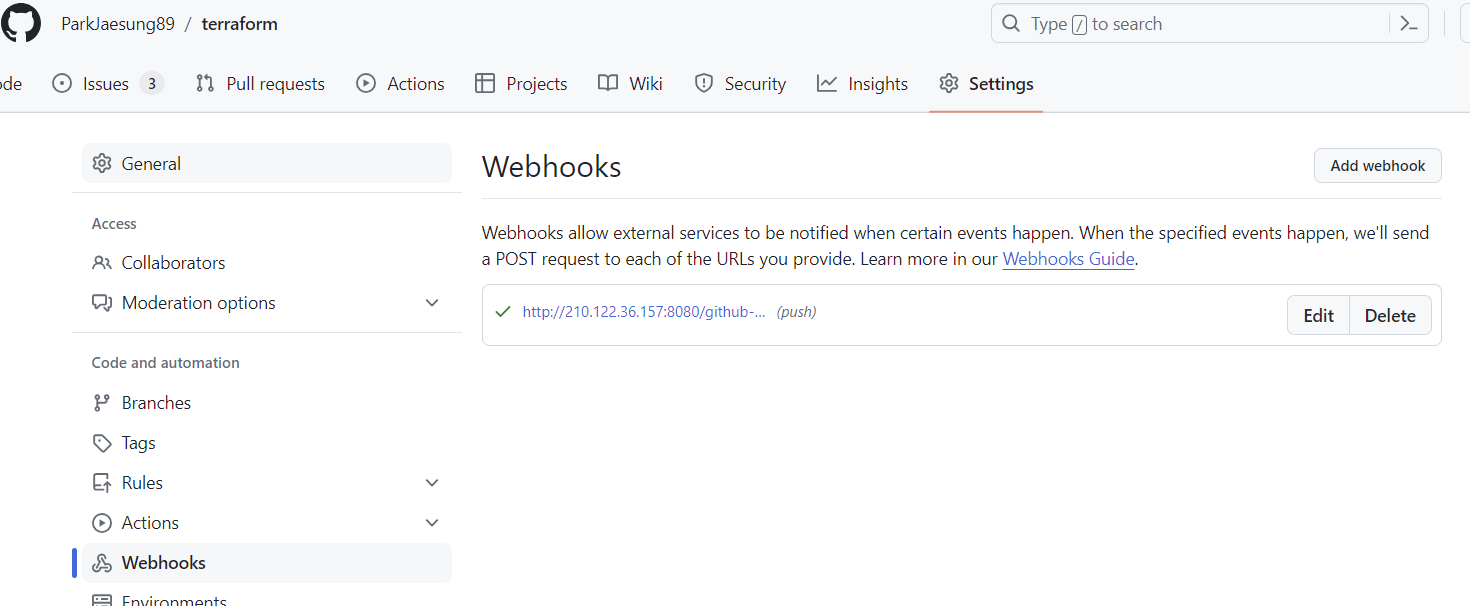 ParkJaesung89 / terraform
Type / to search
de
Issues 3
Pull requests
Actions
Projects
Wiki
Security
Insights
Settings
General
Access
Collaborators
Moderation options
Code and automation
Branches
Tags
Rules
Actions
Webhooks
Environments
Webhooks
Add webhook
Webhooks allow external services to be notified when certain events happen. When the specified events happen, we'll send
a POST request to each of the URLs you provide. Learn more in our Webhooks Guide.
http://210.122.36.157:8080/github-... (push)
Edit
Delete